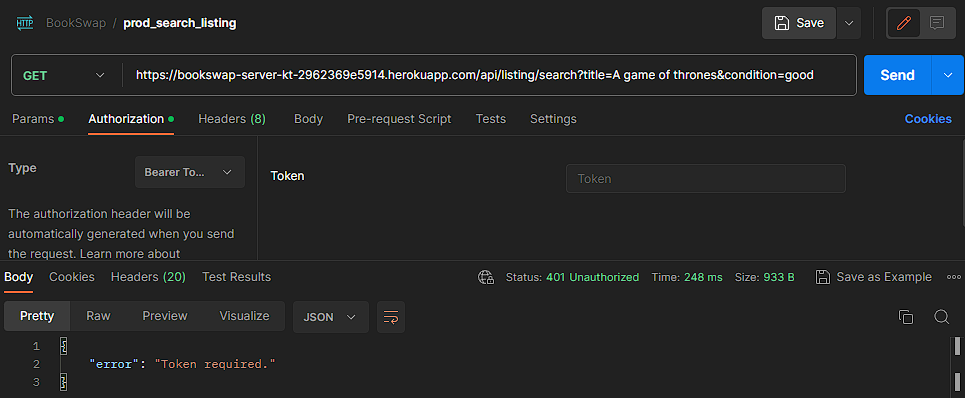 HTTP BookSwap / prod_search_listing Save
GET https://bookswap-server-kt-2962369e5914.herokuapp.com/api/listing/search?title=A game of thrones&condition=good Send
Params Authorization Headers (8) Body Pre-request Script Tests Settings Cookies
Type Bearer To... Token Token
The authorization header will be
automatically generated when you send
the request. Learn more about
Body Cookies Headers (20) Test Results Status: 401 Unauthorized Time: 248 ms Size: 933 B Save as Example
Pretty Raw Preview Visualize JSON
1 {
2 "error": "Token required."
3 }